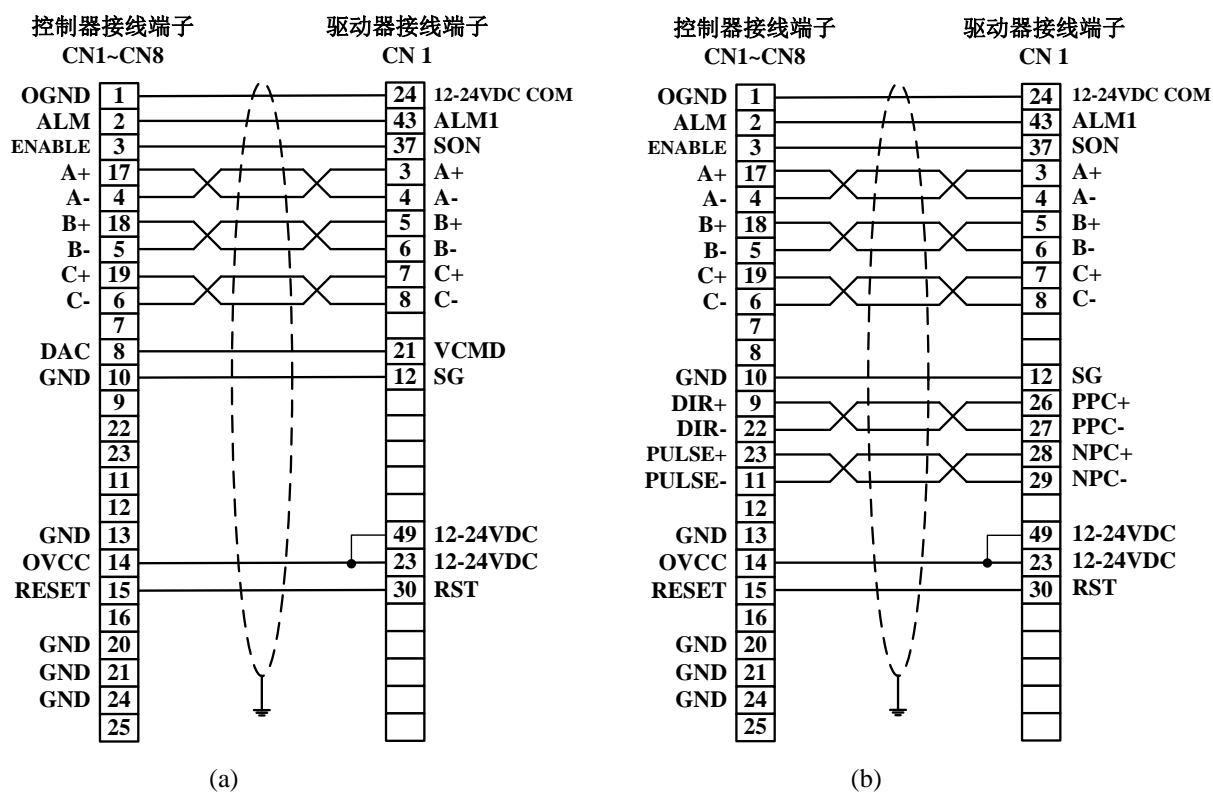 控制器接线端子 驱动器接线端子
CN1~CN8 CN 1
OGND 1 24 12-24VDC COM
ALM 2 43 ALM1
ENABLE 3 37 SON
A+ 17 3 A+
A- 4 4 A-
B+ 18 5 B+
B- 5 6 B-
C+ 19 7 C+
C- 6 8 C-
7
DAC 8 21 VCMD
GND 10 12 SG
9
22
23
11
12
GND 13 49 12-24VDC
OVCC 14 23 12-24VDC
RESET 15 30 RST
16
GND 20
GND 21
GND 24
25
(a)
控制器接线端子 驱动器接线端子
CN1~CN8 CN 1
OGND 1 24 12-24VDC COM
ALM 2 43 ALM1
ENABLE 3 37 SON
A+ 17 3 A+
A- 4 4 A-
B+ 18 5 B+
B- 5 6 B-
C+ 19 7 C+
C- 6 8 C-
7
8
GND 10 12 SG
DIR+ 9 26 PPC+
DIR- 22 27 PPC-
PULSE+ 23 28 NPC+
PULSE- 11 29 NPC-
12
GND 13 49 12-24VDC
OVCC 14 23 12-24VDC
RESET 15 30 RST
16
GND 20
GND 21
GND 24
25
(b)